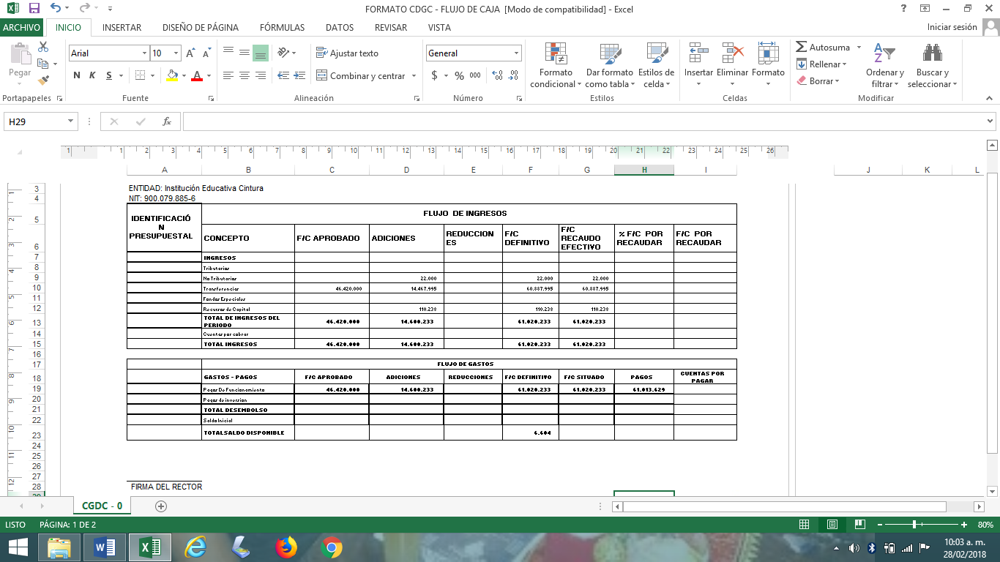 FORMATO CDGC - FLUJO DE CAJA [Modo de compatibilidad] - Excel
ARCHIVO INICIO INSERTAR DISEÑO DE PÁGINA FÓRMULAS DATOS REVISAR VISTA Iniciar sesión
Arial 10 Ajustar texto General Σ Autosuma
Rellenar
Pegar N K S Combinar y centrar $ % 000 Formato condicional Dar formato como tabla Estilos de celda Insertar Eliminar Formato Borrar Ordenar y filtrar Buscar y seleccionar
Portapapeles Fuente Alineación Número Estilos Celdas Modificar
H29 fx
1 1 2 3 4 5 6 7 8 9 10 11 12 13 14 15 16 17 18 19 20 21 22 23 24 25 26
A B C D E F G H I J K L
3 ENTIDAD: Institución Educativa Cintura
4 NIT: 900.079.885-6
5 IDENTIFICACIÓN PRESUPUESTAL FLUJO DE INGRESOS
6 CONCEPTO F/C APROBADO ADICIONES REDUCCIONES F/C DEFINITIVO F/C RECAUDO EFECTIVO % F/C POR RECAUDAR F/C POR RECAUDAR
7 INGRESOS
8 Tributarios
9 No Tributarios 22.000 22.000 22.000
10 Transferencias 46.420.000 14.467.995 60.887.995 60.887.995
11 Fondos Especiales
12 Recursos de Capital 110.238 110.238 110.238
13 TOTAL DE INGRESOS DEL PERIODO 46.420.000 14.600.233 61.020.233 61.020.233
14 Cuentas por cobrar
15 TOTAL INGRESOS 46.420.000 14.600.233 61.020.233 61.020.233
16
17 FLUJO DE GASTOS
18 GASTOS - PAGOS F/C APROBADO ADICIONES REDUCCIONES F/C DEFINITIVO F/C SITUADO PAGOS CUENTAS POR PAGAR
19 Pagos De Funcionamiento 46.420.000 14.600.233 61.020.233 61.020.233 61.013.629
20 Pagos de inversion
21 TOTAL DESEMBOLSO
22 Saldo Inicial
23 TOTALSALDO DISPONIBLE 6.604
24
25
26
27
28 FIRMA DEL RECTOR
CGDC - 0
LISTO PÁGINA: 1 DE 2 80%
10:03 a. m.
28/02/2018